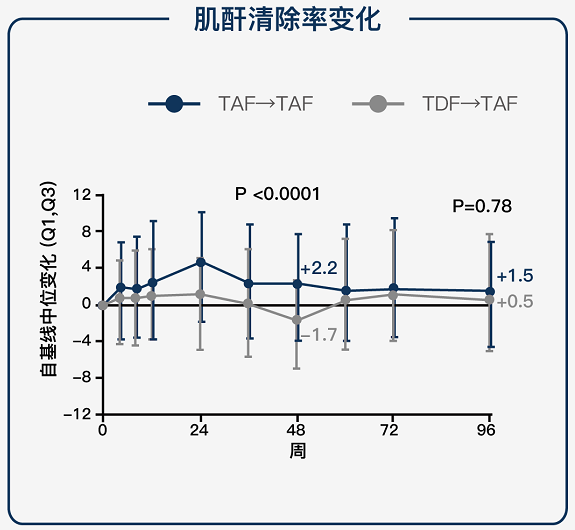 肌酐清除率变化
TAF→TAF
TDF→TAF
自基线中位变化 (Q1,Q3)
P <0.0001
P=0.78
12
8
4
0
−4
−8
−12
+2.2
−1.7
+1.5
+0.5
0 24 48 72 96
周